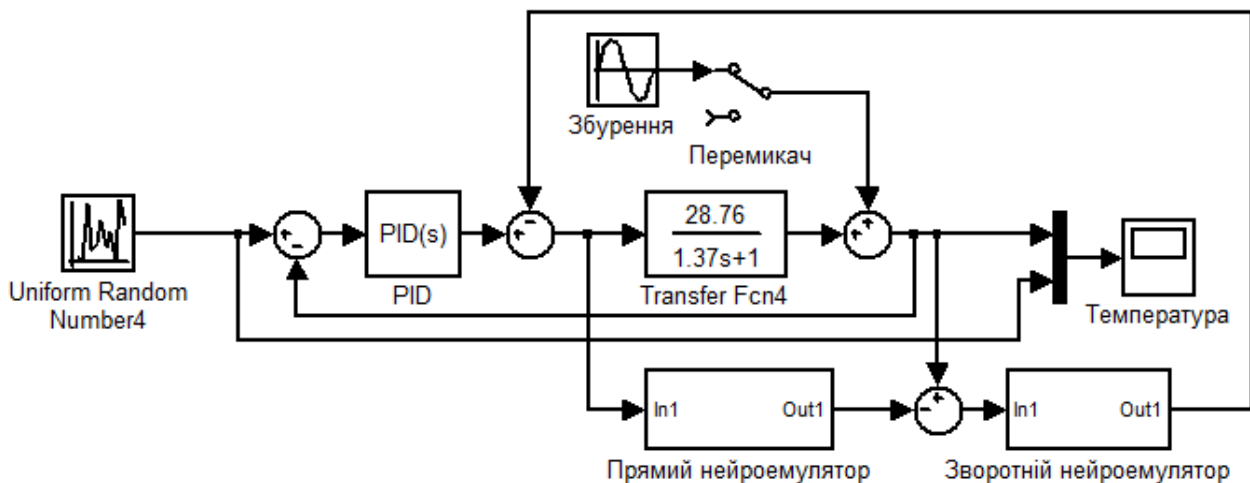 Збурення
Перемикач
Uniform Random
Number4
PID(s)
PID
28.76
1.37s+1
Transfer Fcn4
Температура
In1
Out1
Прямий нейроемулятор
In1
Out1
Зворотній нейроемулятор